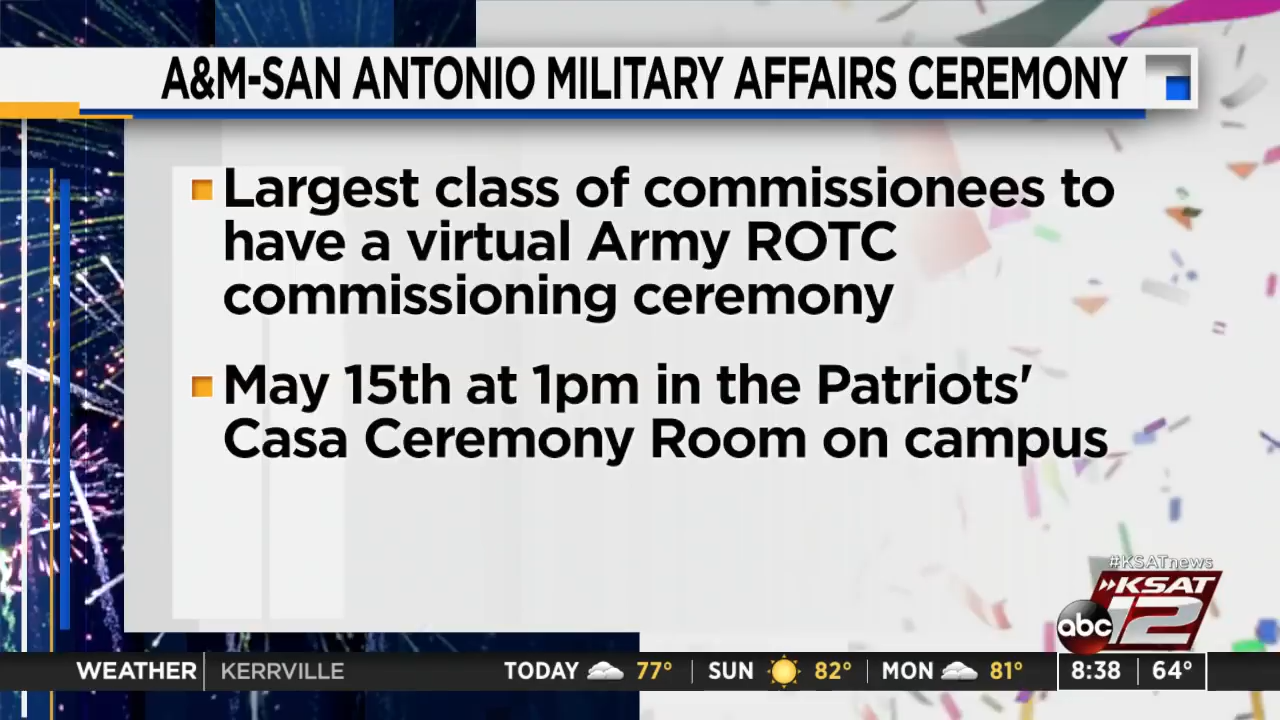 A&M-SAN ANTONIO MILITARY AFFAIRS CEREMONY
Largest class of commissionees to
have a virtual Army ROTC
commissioning ceremony
May 15th at 1pm in the Patriots'
Casa Ceremony Room on campus
#KSATnews
KSAT
abc 12
WEATHER KERRVILLE TODAY 77° SUN 82° MON 81° 8:38 64°